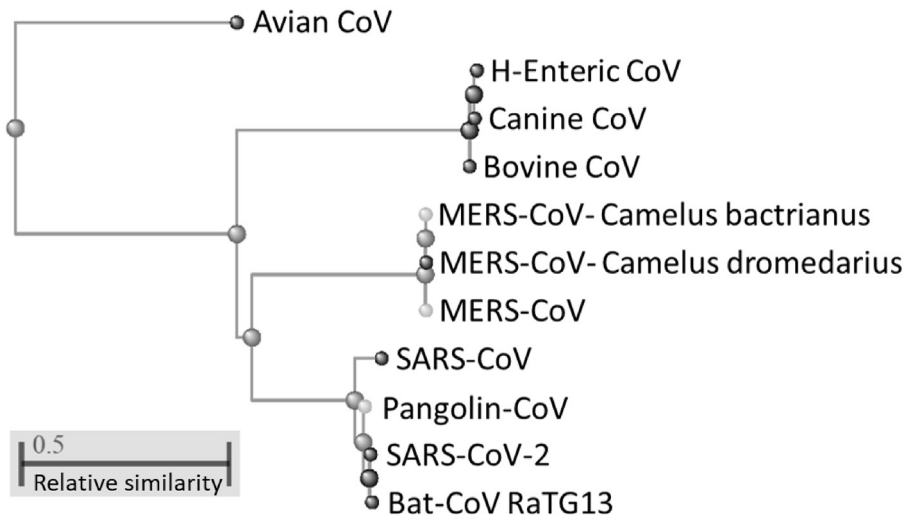 Avian CoV
H-Enteric CoV
Canine CoV
Bovine CoV
MERS-CoV- Camelus bactrianus
MERS-CoV- Camelus dromedarius
MERS-CoV
SARS-CoV
Pangolin-CoV
SARS-CoV-2
Bat-CoV RaTG13
0.5
Relative similarity